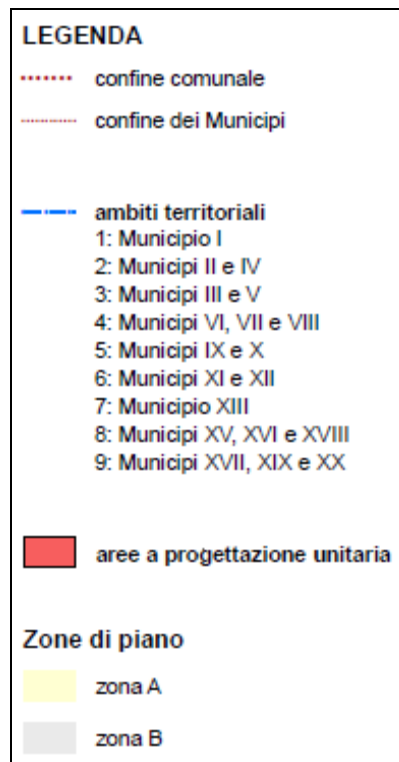 LEGENDA
confine comunale
confine dei Municipi
ambiti territoriali
1: Municipio I
2: Municipi II e IV
3: Municipi III e V
4: Municipi VI, VII e VIII
5: Municipi IX e X
6: Municipi XI e XII
7: Municipio XIII
8: Municipi XV, XVI e XVIII
9: Municipi XVII, XIX e XX
aree a progettazione unitaria
Zone di piano
zona A
zona B